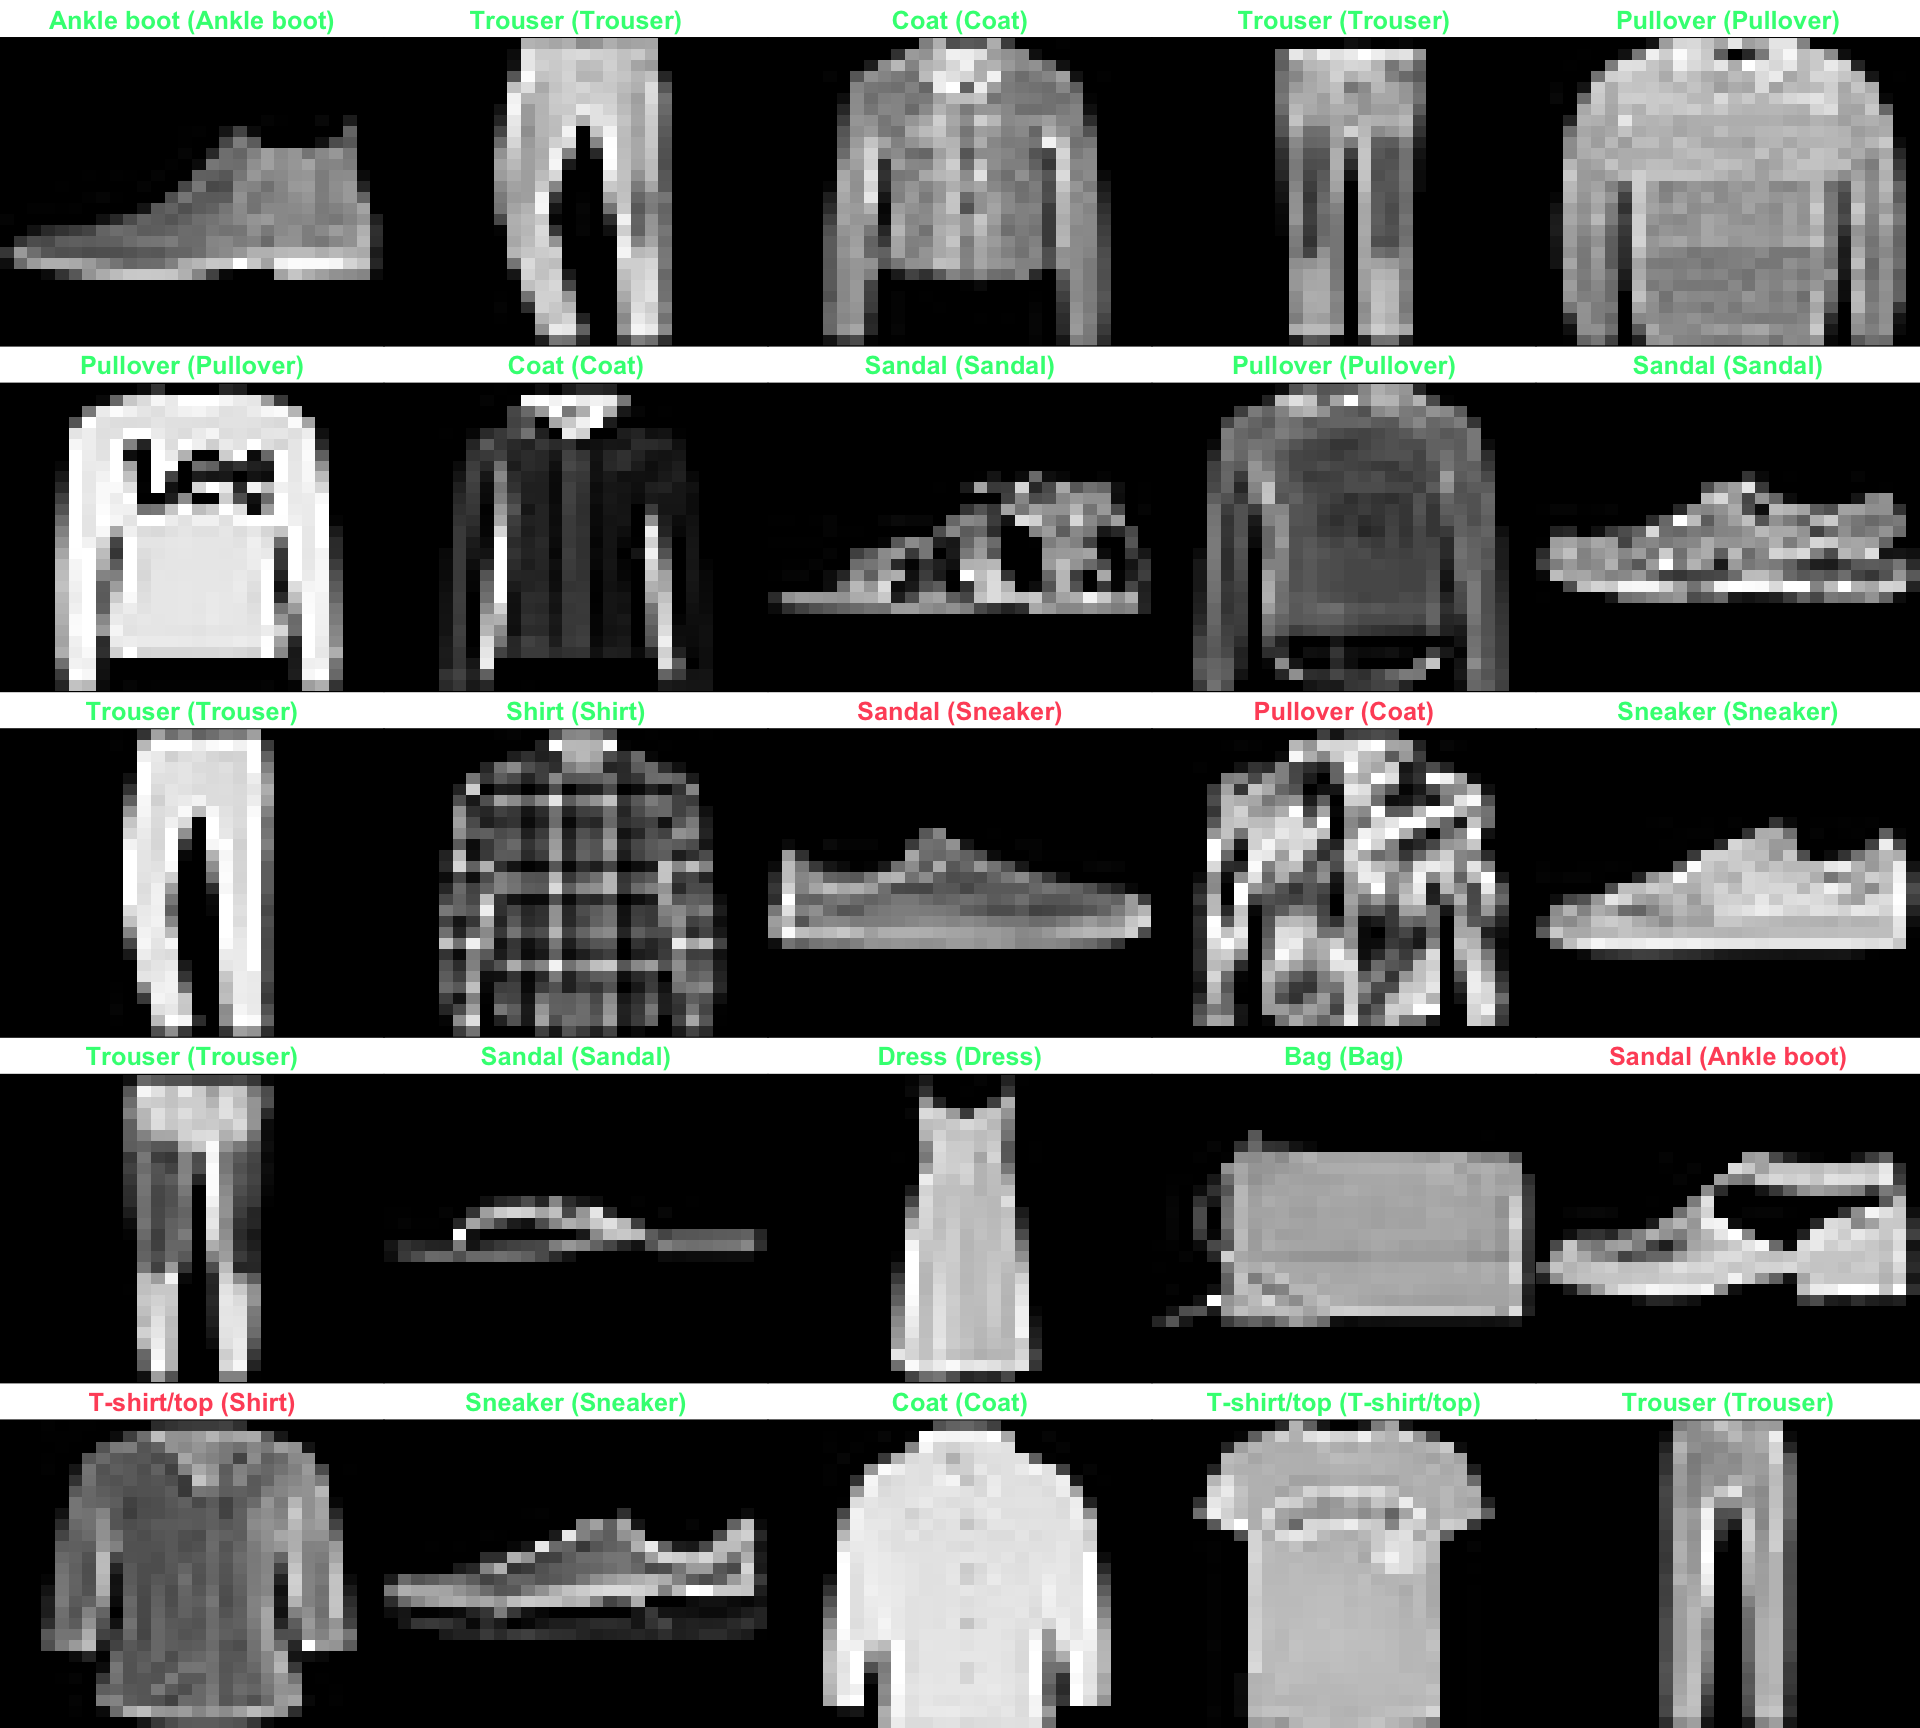 Ankle boot (Ankle boot) Trouser (Trouser) Coat (Coat) Trouser (Trouser) Pullover (Pullover)
Pullover (Pullover) Coat (Coat) Sandal (Sandal) Pullover (Pullover) Sandal (Sandal)
Trouser (Trouser) Shirt (Shirt) Sandal (Sneaker) Pullover (Coat) Sneaker (Sneaker)
Trouser (Trouser) Sandal (Sandal) Dress (Dress) Bag (Bag) Sandal (Ankle boot)
T-shirt/top (Shirt) Sneaker (Sneaker) Coat (Coat) T-shirt/top (T-shirt/top) Trouser (Trouser)